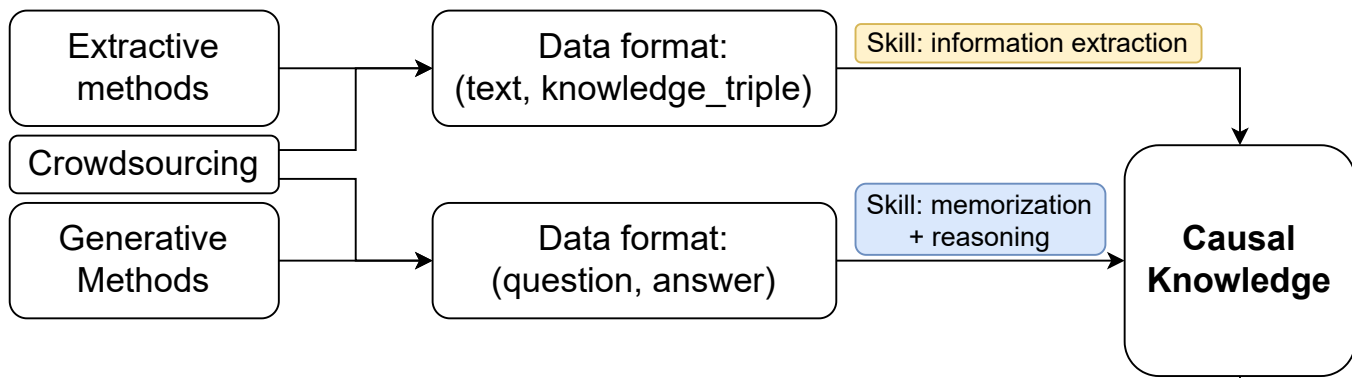 Extractive
methods
Data format:
(text, knowledge_triple)
Skill: information extraction
Crowdsourcing
Generative
Methods
Data format:
(question, answer)
Skill: memorization
+ reasoning
Causal
Knowledge